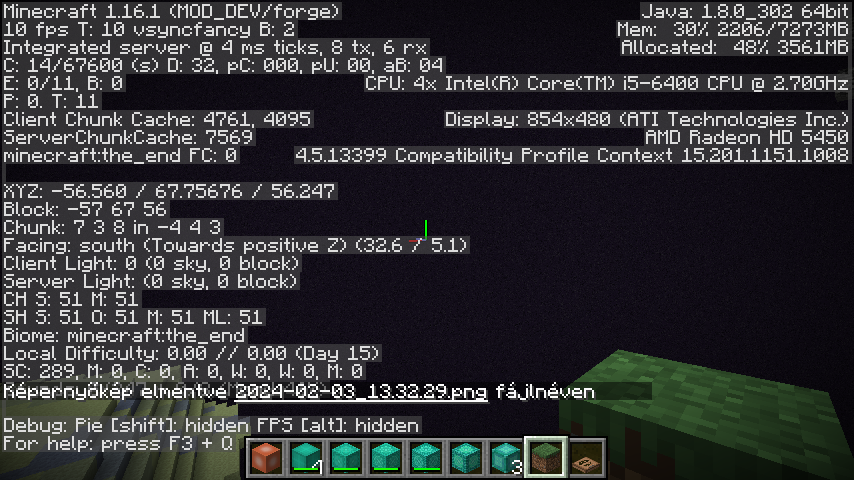 Minecraft 1.16.1 (MOD_DEV/forge)
10 fps T: 10 vsyncfancy B: 2
Integrated server @ 4 ms ticks, 8 tx, 6 rx
C: 14/67600 (s) D: 32, pC: 000, pU: 00, aB: 04
E: 0/11, B: 0
P: 0. T: 11
Client Chunk Cache: 4761, 4095
ServerChunkCache: 7569
minecraft:the_end FC: 0
Java: 1.8.0_302 64bit
Mem: 30% 2206/7273MB
Allocated: 48% 3561MB
CPU: 4x Intel(R) Core(TM) i5-6400 CPU @ 2.70GHz
Display: 854x480 (ATI Technologies Inc.)
AMD Radeon HD 5450
4.5.13399 Compatibility Profile Context 15.201.1151.1008
XYZ: -56.560 / 67.75676 / 56.247
Block: -57 67 56
Chunk: 7 3 8 in -4 4 3
Facing: south (Towards positive Z) (32.6 / 5.1)
Client Light: 0 (0 sky, 0 block)
Server Light: (0 sky, 0 block)
CH S: 51 M: 51
SH S: 51 O: 51 M: 51 ML: 51
Biome: minecraft:the_end
Local Difficulty: 0.00 // 0.00 (Day 15)
SC: 289, M: 0, C: 0, A: 0, W: 0, W: 0, M: 0
Képernyőkép elmentve 2024-02-03_13.32.29.png fájlnéven
Debug: Pie [shift]: hidden FPS [alt]: hidden
For help: press F3 + Q
4
3